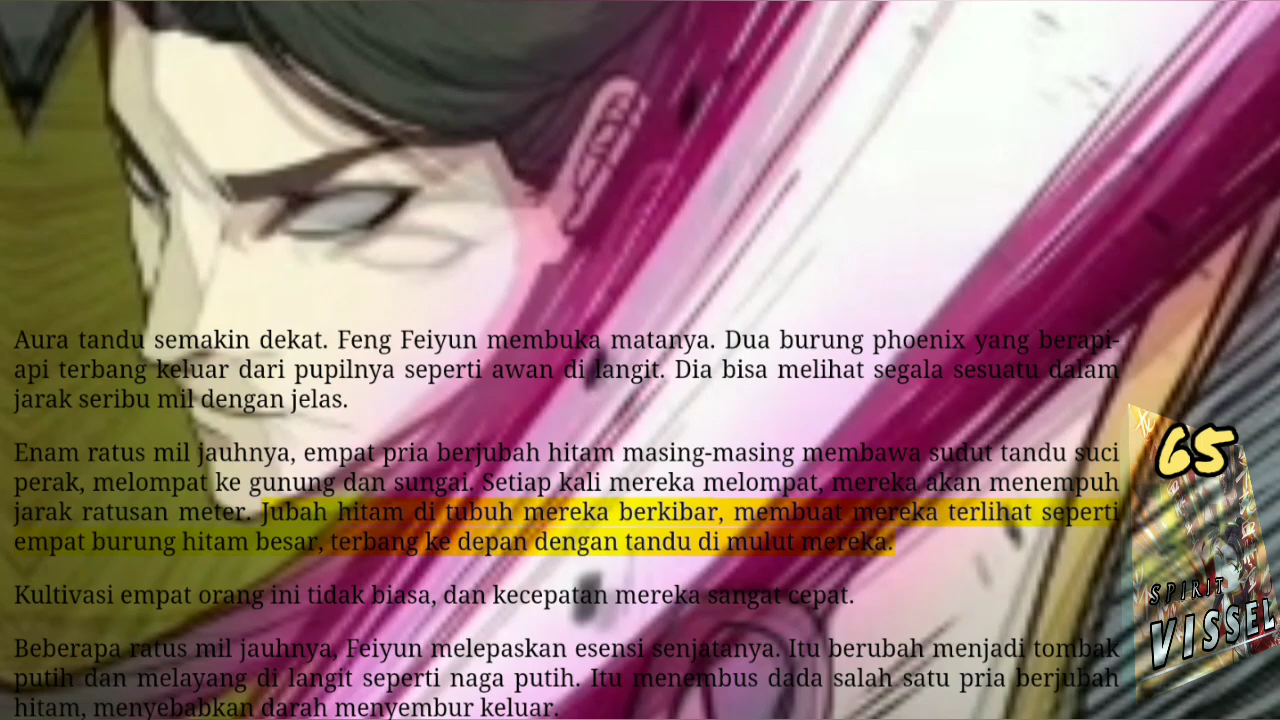 Aura tandu semakin dekat. Feng Feiyun membuka matanya. Dua burung phoenix yang berapi-
api terbang keluar dari pupilnya seperti awan di langit. Dia bisa melihat segala sesuatu dalam
jarak seribu mil dengan jelas.
Enam ratus mil jauhnya, empat pria berjubah hitam masing-masing membawa sudut tandu suci
perak, melompat ke gunung dan sungai. Setiap kali mereka melompat, mereka akan menempuh
jarak ratusan meter. Jubah hitam di tubuh mereka berkibar, membuat mereka terlihat seperti
empat burung hitam besar, terbang ke depan dengan tandu di mulut mereka.
Kultivasi empat orang ini tidak biasa, dan kecepatan mereka sangat cepat.
Beberapa ratus mil jauhnya, Feiyun melepaskan esensi senjatanya. Itu berubah menjadi tombak
putih dan melayang di langit seperti naga putih. Itu menembus dada salah satu pria berjubah
hitam, menyebabkan darah menyembur keluar.
65
SPIRIT
VISSEL